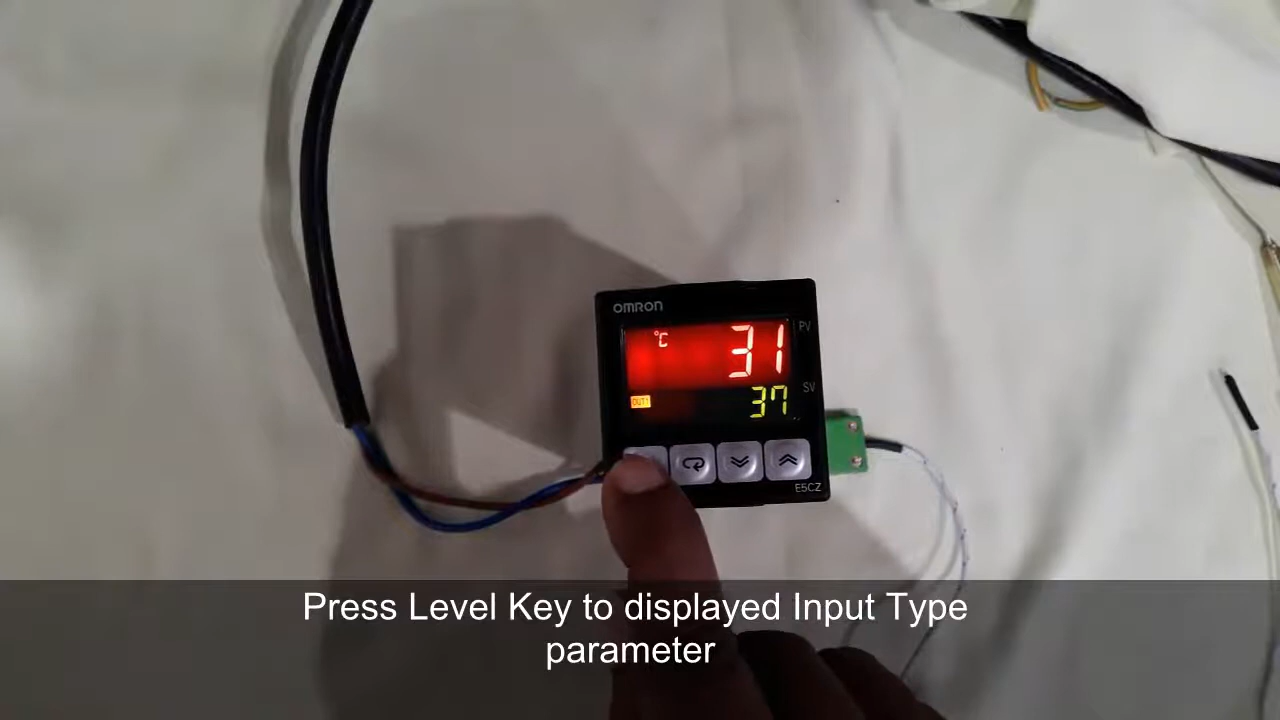 OMRON
°C 31 PV
SV
OUT1 37
E5CZ
Press Level Key to displayed Input Type
parameter